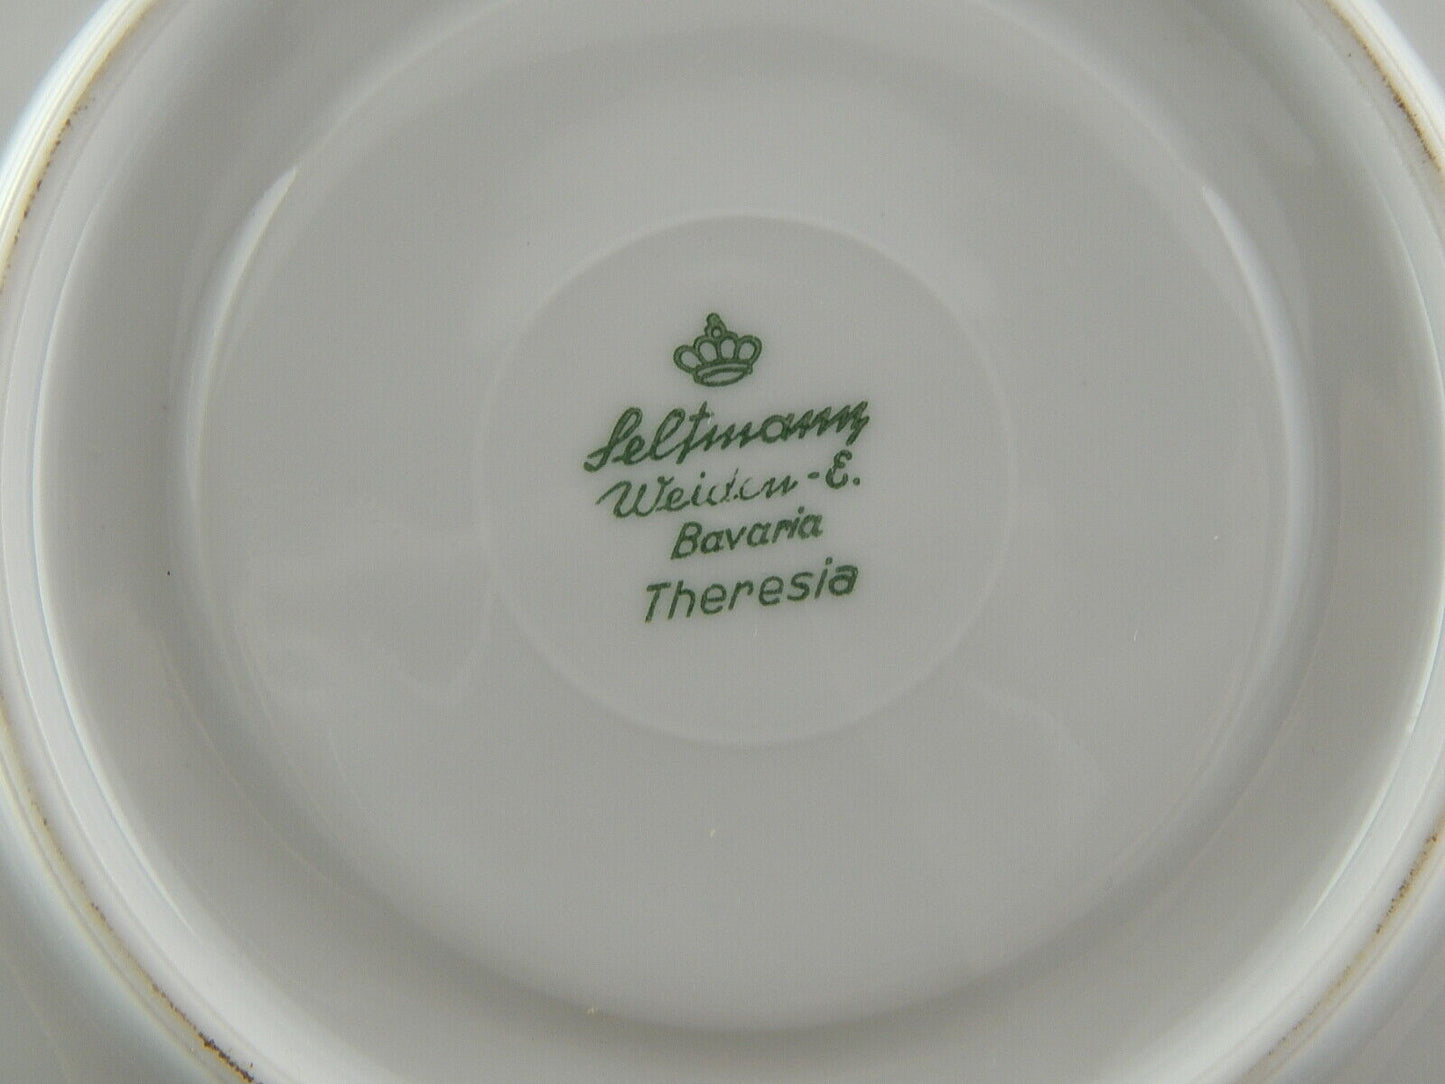 Seltmann
Weiden-E.
Bavaria
Theresia